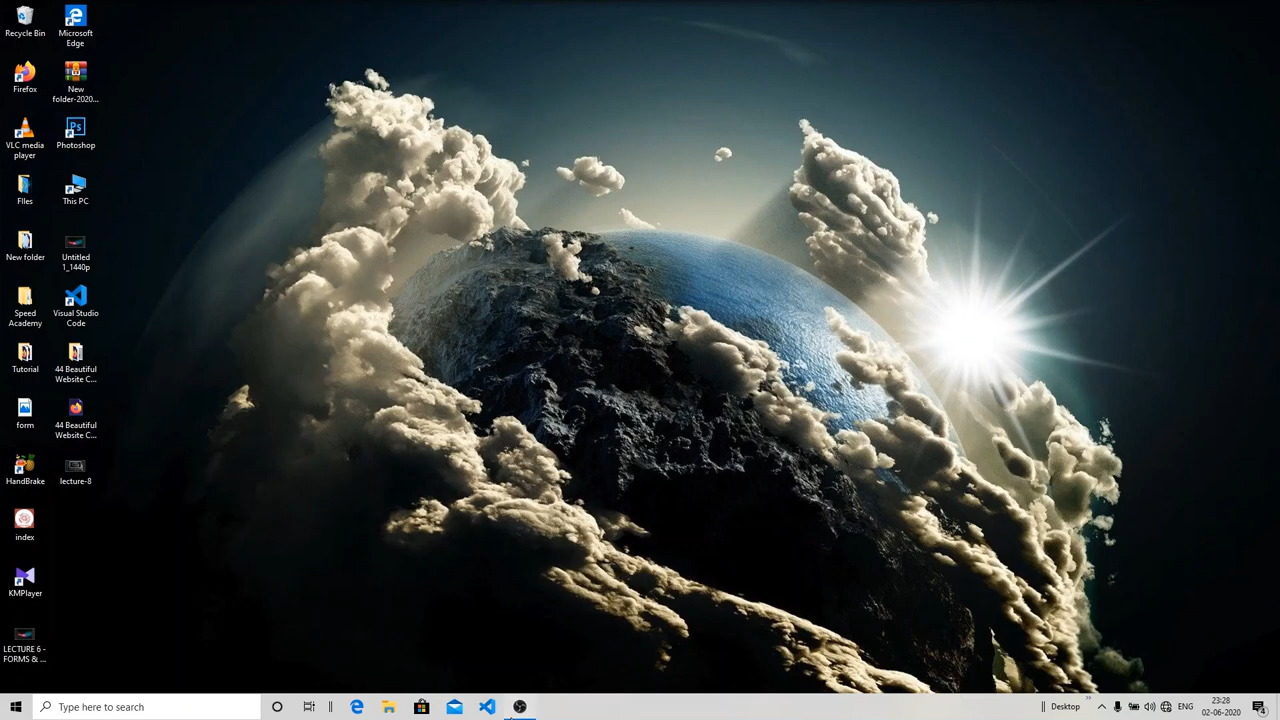 Recycle Bin
Microsoft
Edge
Firefox
New
folder-2020...
VLC media
player
Photoshop
Files
This PC
New folder
Untitled
1_1440p
Speed
Academy
Visual Studio
Code
Tutorial
44 Beautiful
Website C...
form
44 Beautiful
Website C...
HandBrake
lecture-8
index
KMPlayer
LECTURE 6 -
FORMS & ...
Type here to search
Desktop
ENG
23:28
02-06-2020
4